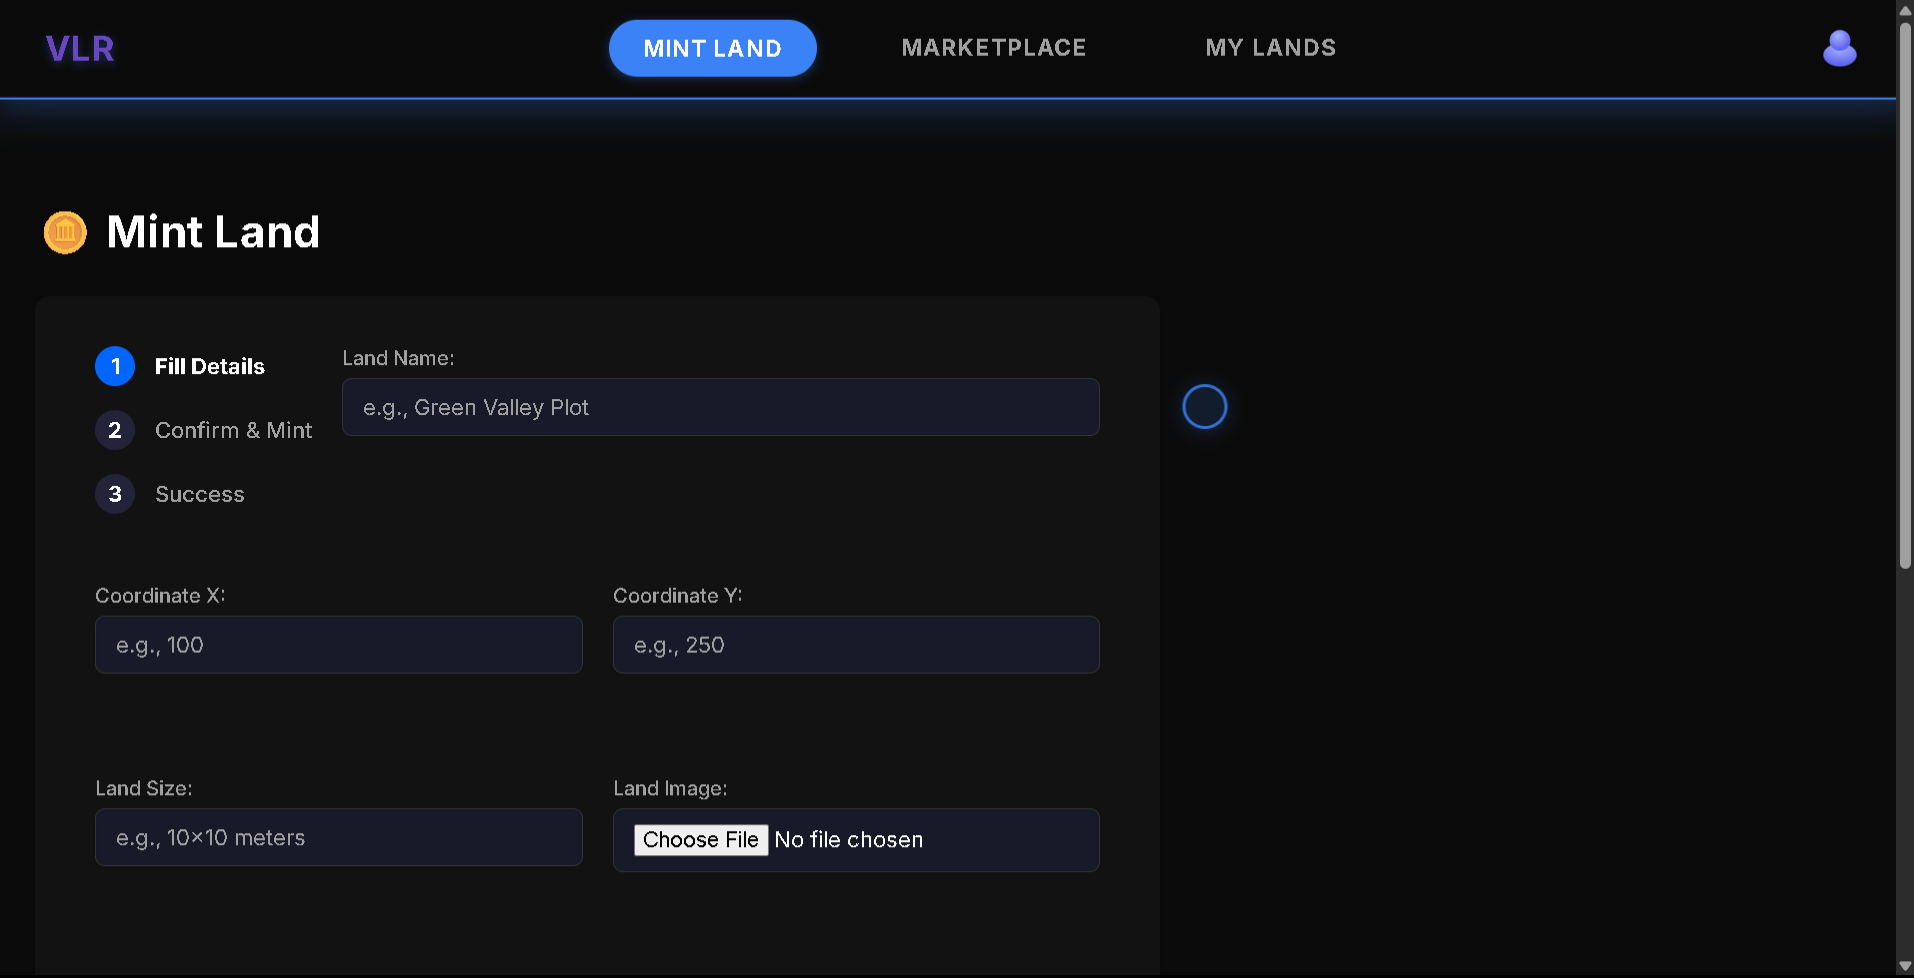 VLR
MINT LAND
MARKETPLACE
MY LANDS
Mint Land
1 Fill Details
2 Confirm & Mint
3 Success
Land Name:
e.g., Green Valley Plot
Coordinate X:
e.g., 100
Coordinate Y:
e.g., 250
Land Size:
e.g., 10×10 meters
Land Image:
Choose File No file chosen